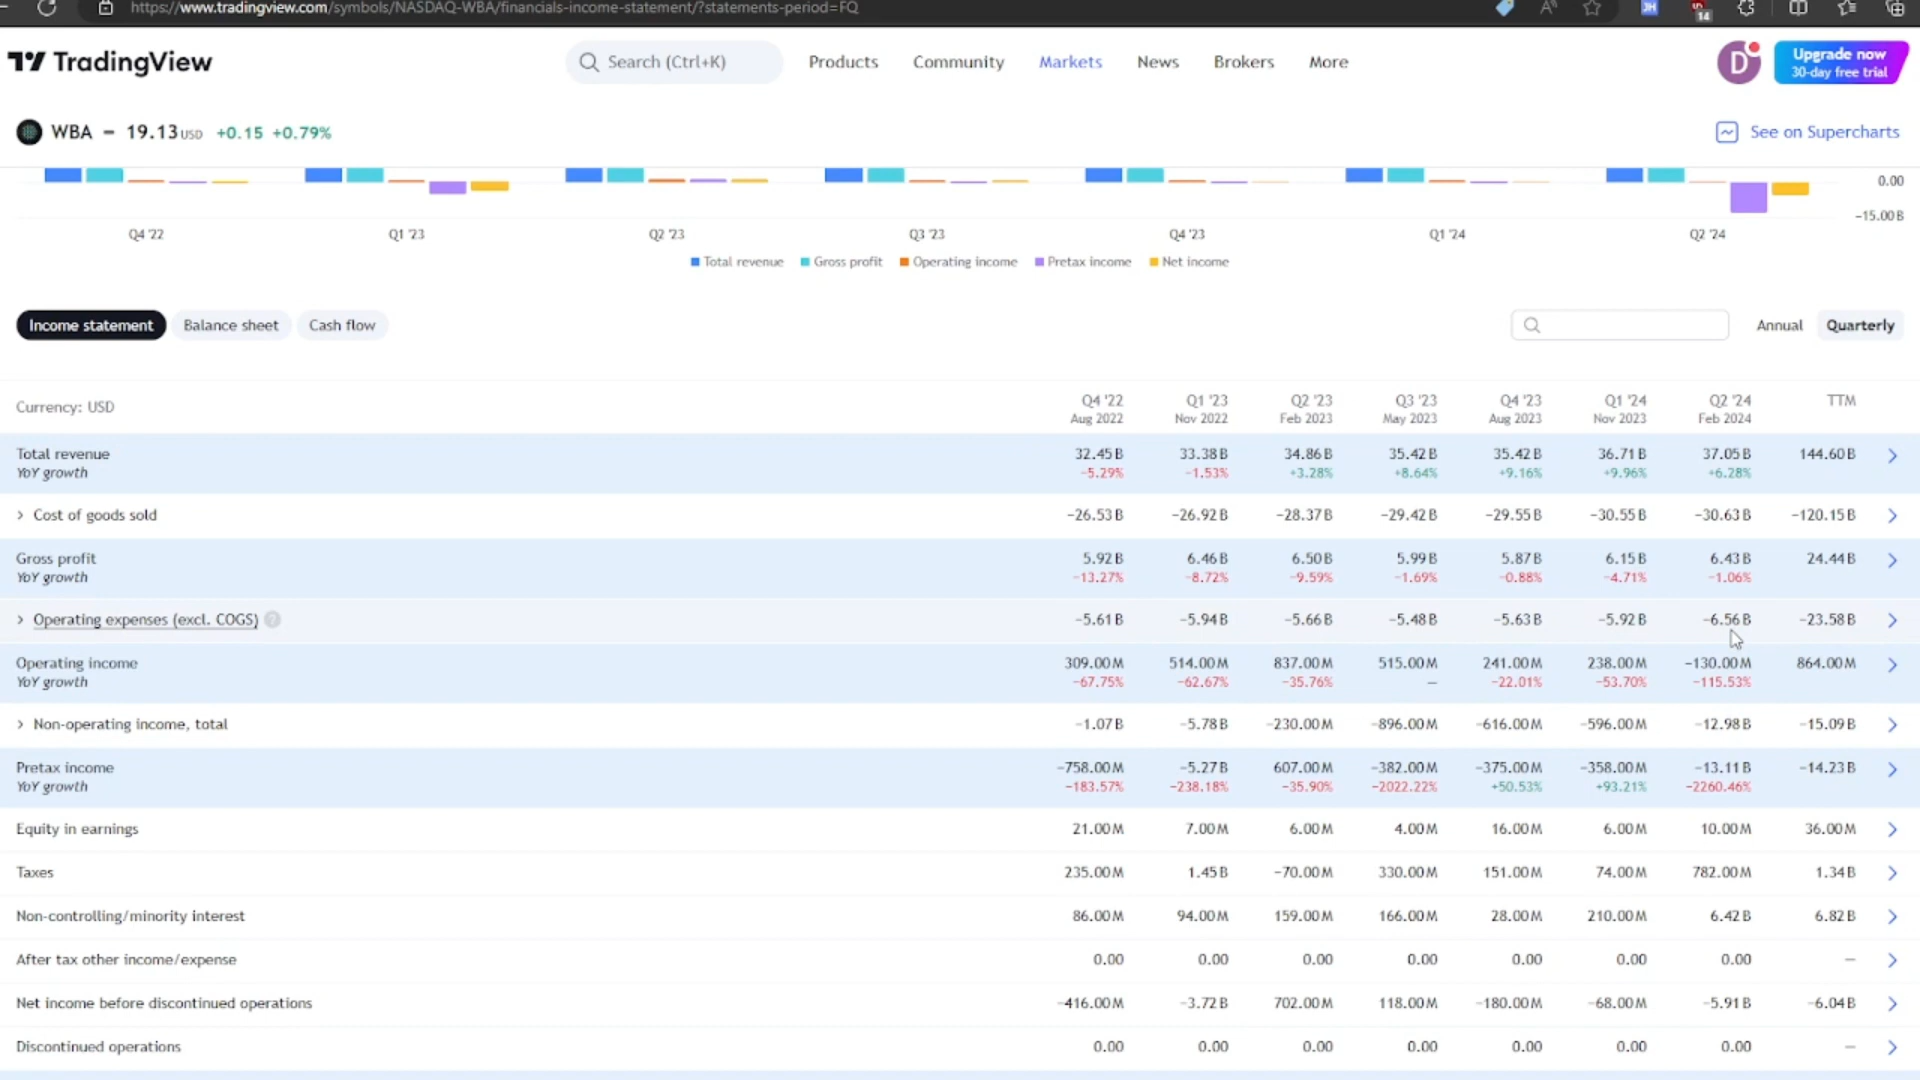 https://www.tradingview.com/symbols/NASDAQ-WBA/financials-income-statement/?statements-period=FQ
JH
14
TradingView
Search (Ctrl+K)
Products Community Markets News Brokers More
D
Upgrade now
30-day free trial
WBA − 19.13 USD +0.15 +0.79%
See on Supercharts
0.00
−15.00 B
Q4 '22 Q1 '23 Q2 '23 Q3 '23 Q4 '23 Q1 '24 Q2 '24
Total revenue Gross profit Operating income Pretax income Net income
Income statement Balance sheet Cash flow
Annual Quarterly
Currency: USD
Q4 '22 Q1 '23 Q2 '23 Q3 '23 Q4 '23 Q1 '24 Q2 '24 TTM
Aug 2022 Nov 2022 Feb 2023 May 2023 Aug 2023 Nov 2023 Feb 2024
Total revenue 32.45 B 33.38 B 34.86 B 35.42 B 35.42 B 36.71 B 37.05 B 144.60 B
YoY growth −5.29% −1.53% +3.28% +8.64% +9.16% +9.96% +6.28%
Cost of goods sold −26.53 B −26.92 B −28.37 B −29.42 B −29.55 B −30.55 B −30.63 B −120.15 B
Gross profit 5.92 B 6.46 B 6.50 B 5.99 B 5.87 B 6.15 B 6.43 B 24.44 B
YoY growth −13.27% −8.72% −9.59% −1.69% −0.88% −4.71% −1.06%
Operating expenses (excl. COGS) ? −5.61 B −5.94 B −5.66 B −5.48 B −5.63 B −5.92 B −6.56 B −23.58 B
Operating income 309.00 M 514.00 M 837.00 M 515.00 M 241.00 M 238.00 M −130.00 M 864.00 M
YoY growth −67.75% −62.67% −35.76% — −22.01% −53.70% −115.53%
Non-operating income, total −1.07 B −5.78 B −230.00 M −896.00 M −616.00 M −596.00 M −12.98 B −15.09 B
Pretax income −758.00 M −5.27 B 607.00 M −382.00 M −375.00 M −358.00 M −13.11 B −14.23 B
YoY growth −183.57% −238.18% −35.90% −2022.22% +50.53% +93.21% −2260.46%
Equity in earnings 21.00 M 7.00 M 6.00 M 4.00 M 16.00 M 6.00 M 10.00 M 36.00 M
Taxes 235.00 M 1.45 B −70.00 M 330.00 M 151.00 M 74.00 M 782.00 M 1.34 B
Non-controlling/minority interest 86.00 M 94.00 M 159.00 M 166.00 M 28.00 M 210.00 M 6.42 B 6.82 B
After tax other income/expense 0.00 0.00 0.00 0.00 0.00 0.00 0.00 —
Net income before discontinued operations −416.00 M −3.72 B 702.00 M 118.00 M −180.00 M −68.00 M −5.91 B −6.04 B
Discontinued operations 0.00 0.00 0.00 0.00 0.00 0.00 0.00 —